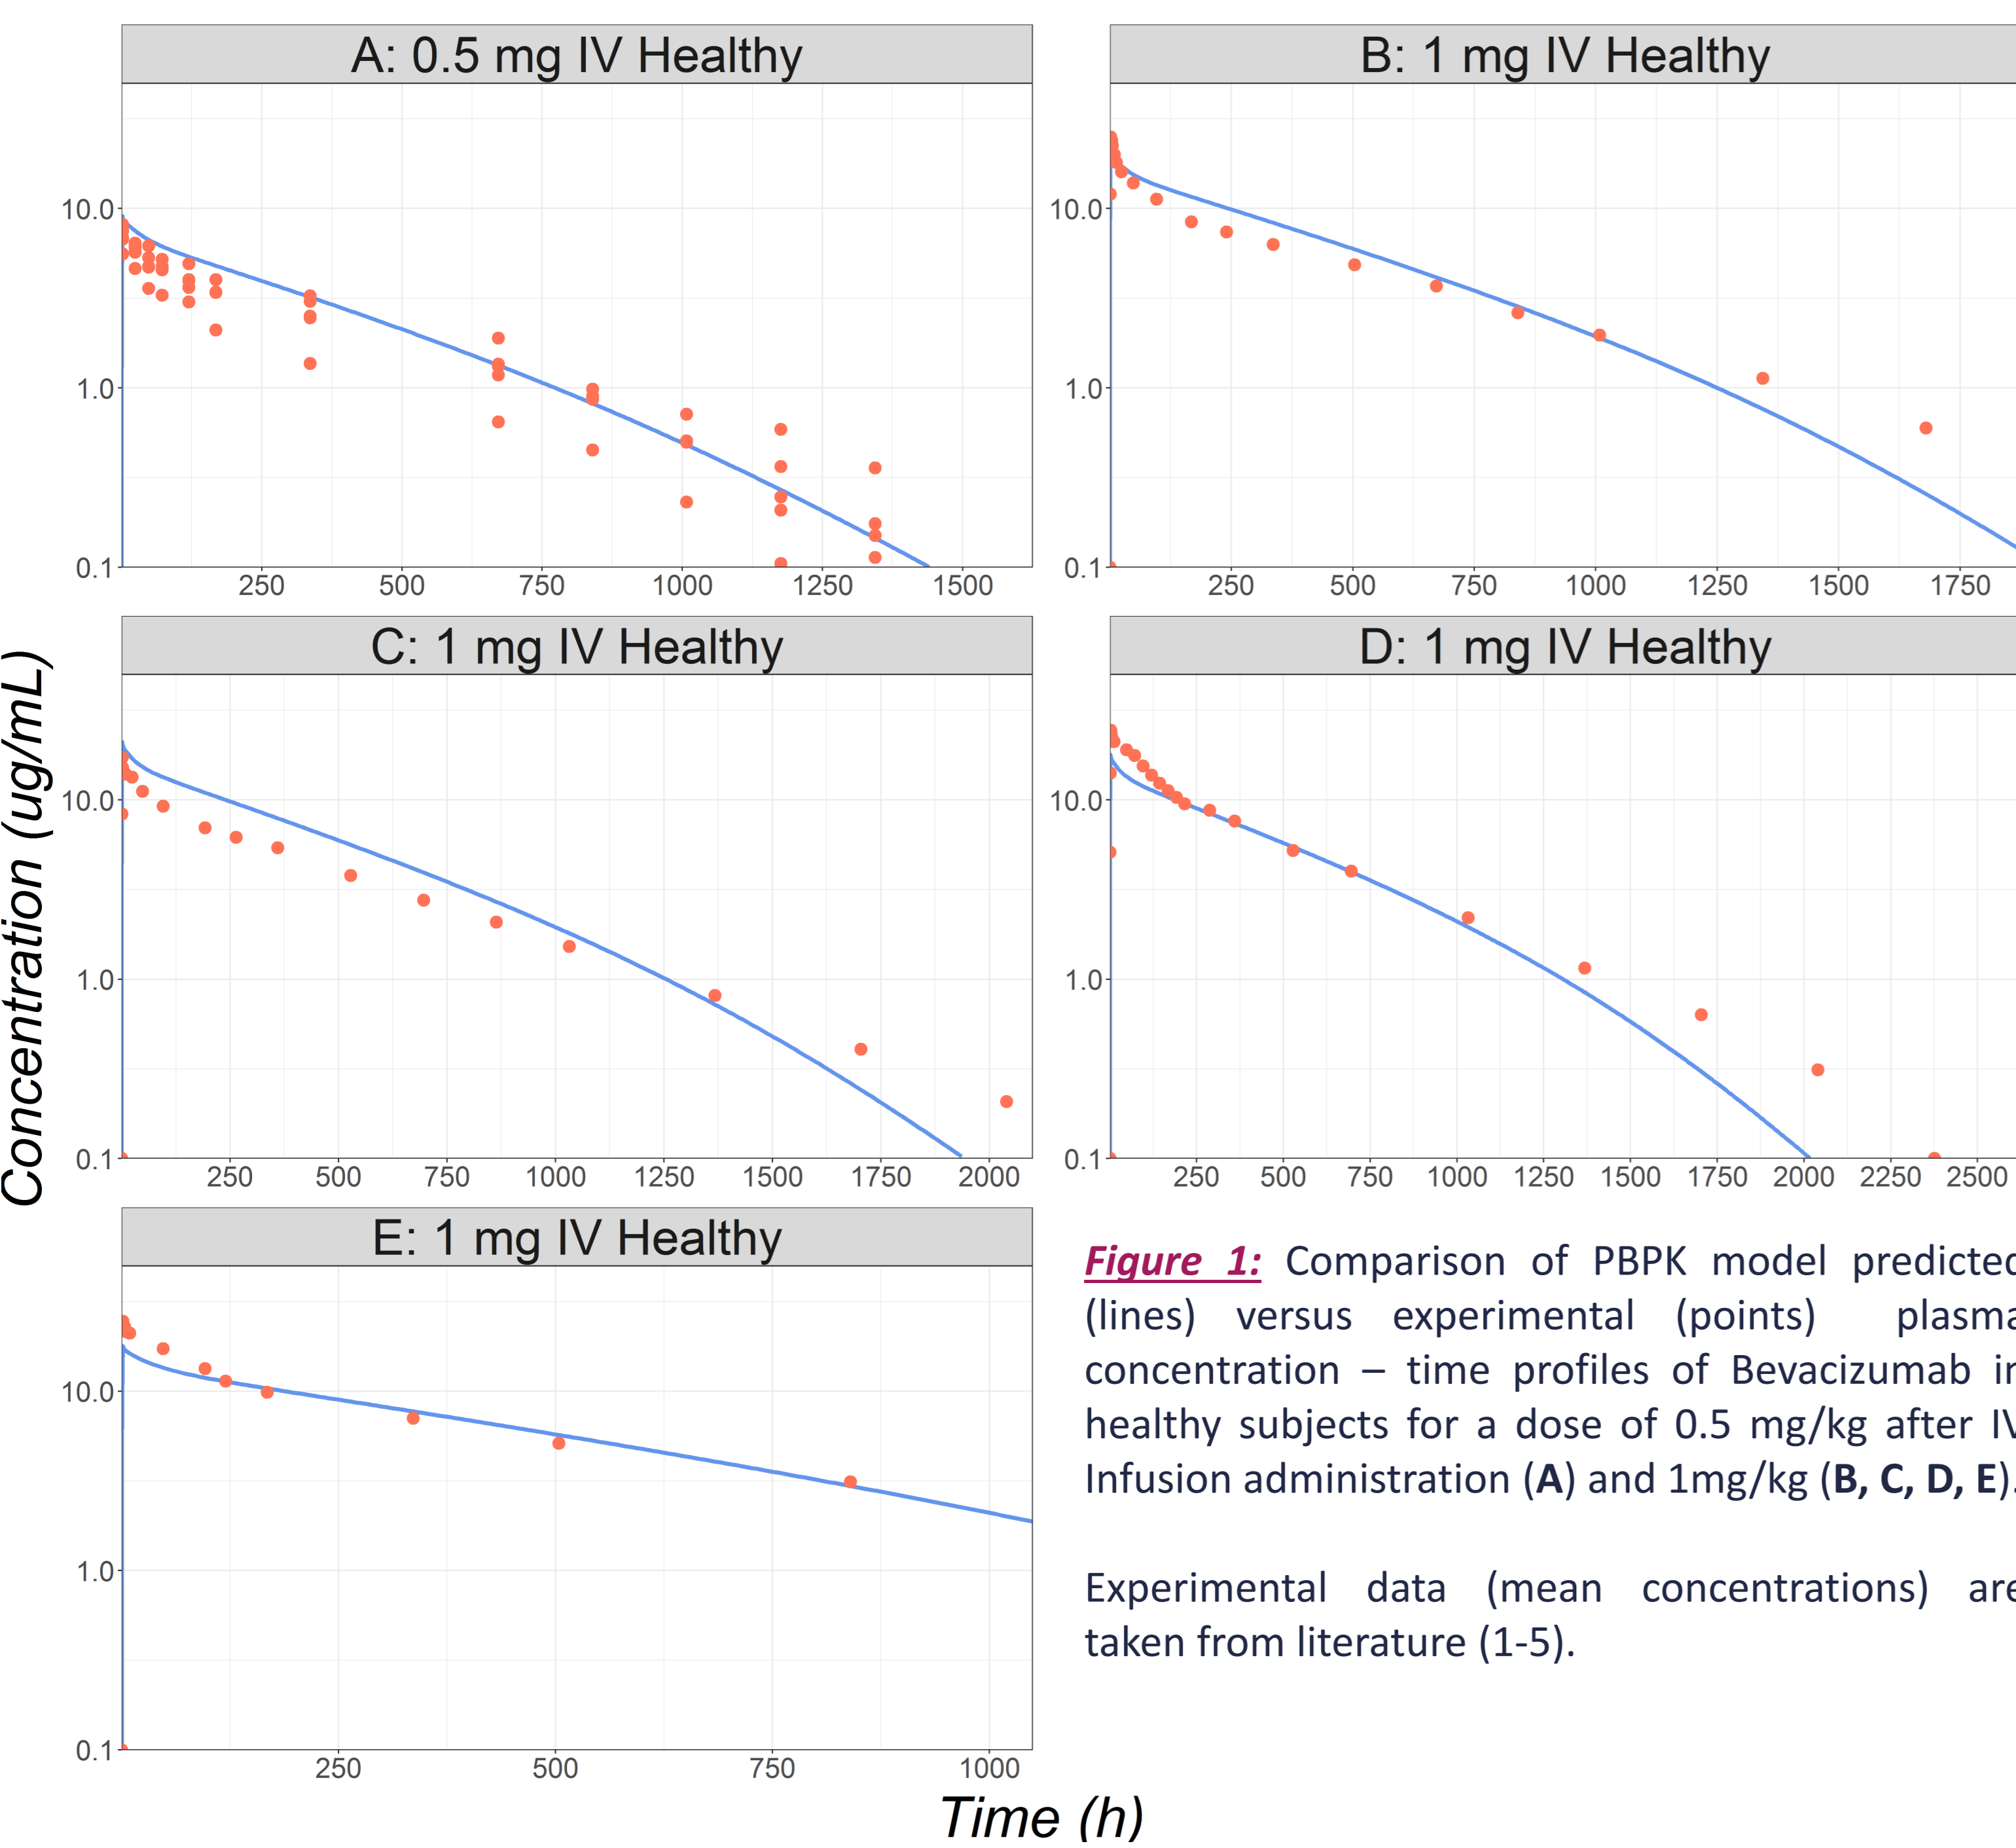 A: 0.5 mg IV Healthy
10.0
1.0
0.1
250 500 750 1000 1250 1500
B: 1 mg IV Healthy
10.0
1.0
0.1
250 500 750 1000 1250 1500 1750
Concentration (ug/mL)
C: 1 mg IV Healthy
10.0
1.0
0.1
250 500 750 1000 1250 1500 1750 2000
D: 1 mg IV Healthy
10.0
1.0
0.1
250 500 750 1000 1250 1500 1750 2000 2250 2500
E: 1 mg IV Healthy
10.0
1.0
0.1
250 500 750 1000
Time (h)
Figure 1: Comparison of PBPK model predicted
(lines) versus experimental (points) plasma
concentration – time profiles of Bevacizumab in
healthy subjects for a dose of 0.5 mg/kg after IV
Infusion administration (A) and 1mg/kg (B, C, D, E).
Experimental data (mean concentrations) are
taken from literature (1-5).